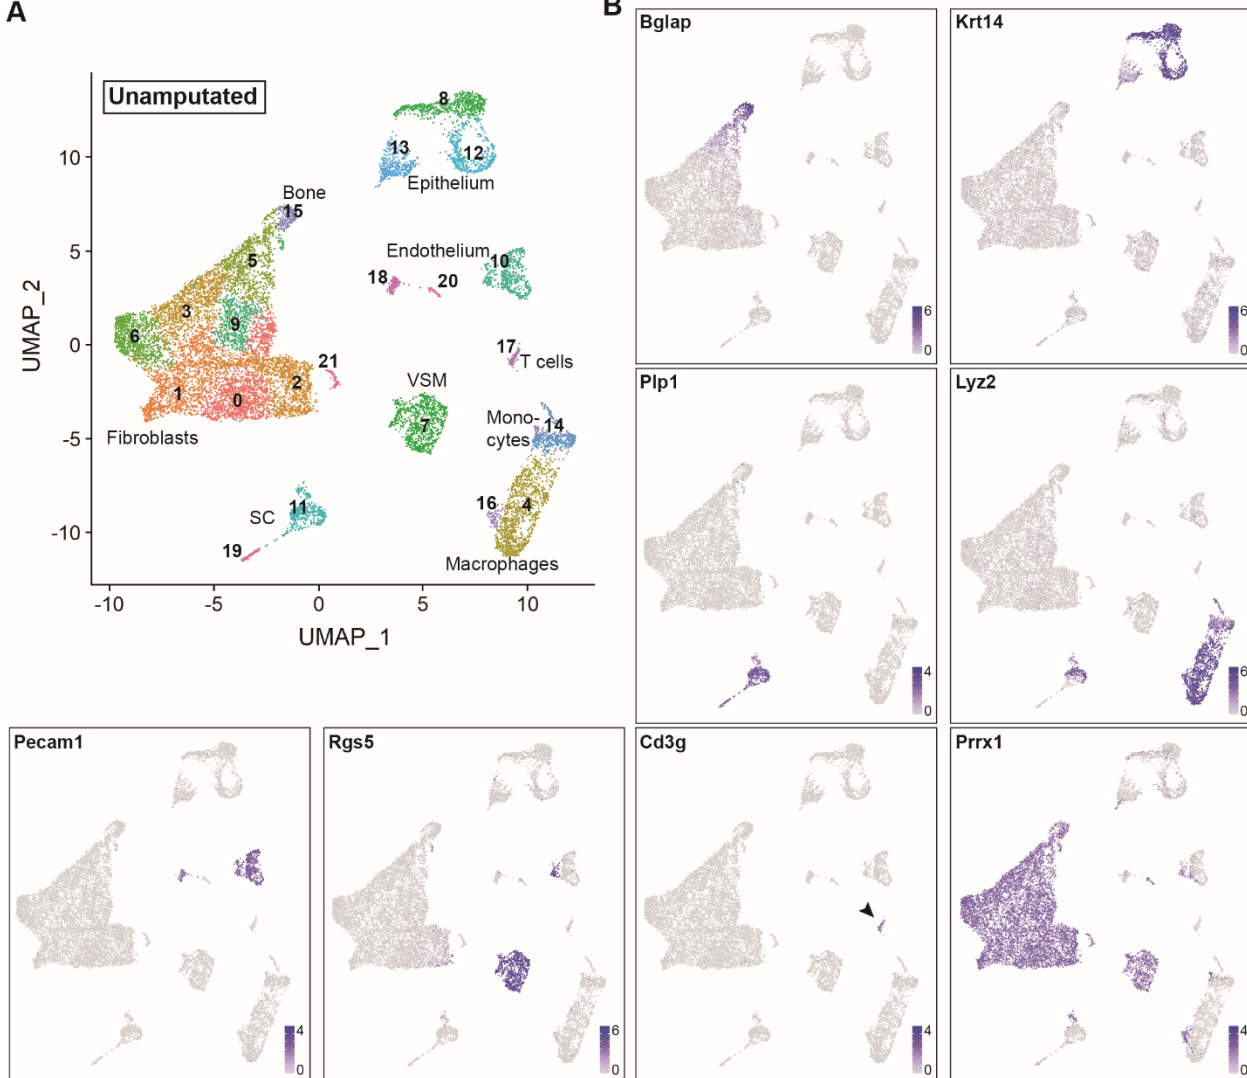 A
B
Unamputated
UMAP_2
10
5
0
-5
-10
-10
-5
0
5
10
UMAP_1
8
13
12
Epithelium
Bone
15
Endothelium
10
5
18
20
3
6
9
17
T cells
21
1
0
2
VSM
7
Fibroblasts
Mono-
cytes
14
16
4
Macrophages
SC
11
19
Bglap
6
0
Krt14
6
0
Plp1
4
0
Lyz2
6
0
Pecam1
4
0
Rgs5
6
0
Cd3g
4
0
Prrx1
4
0